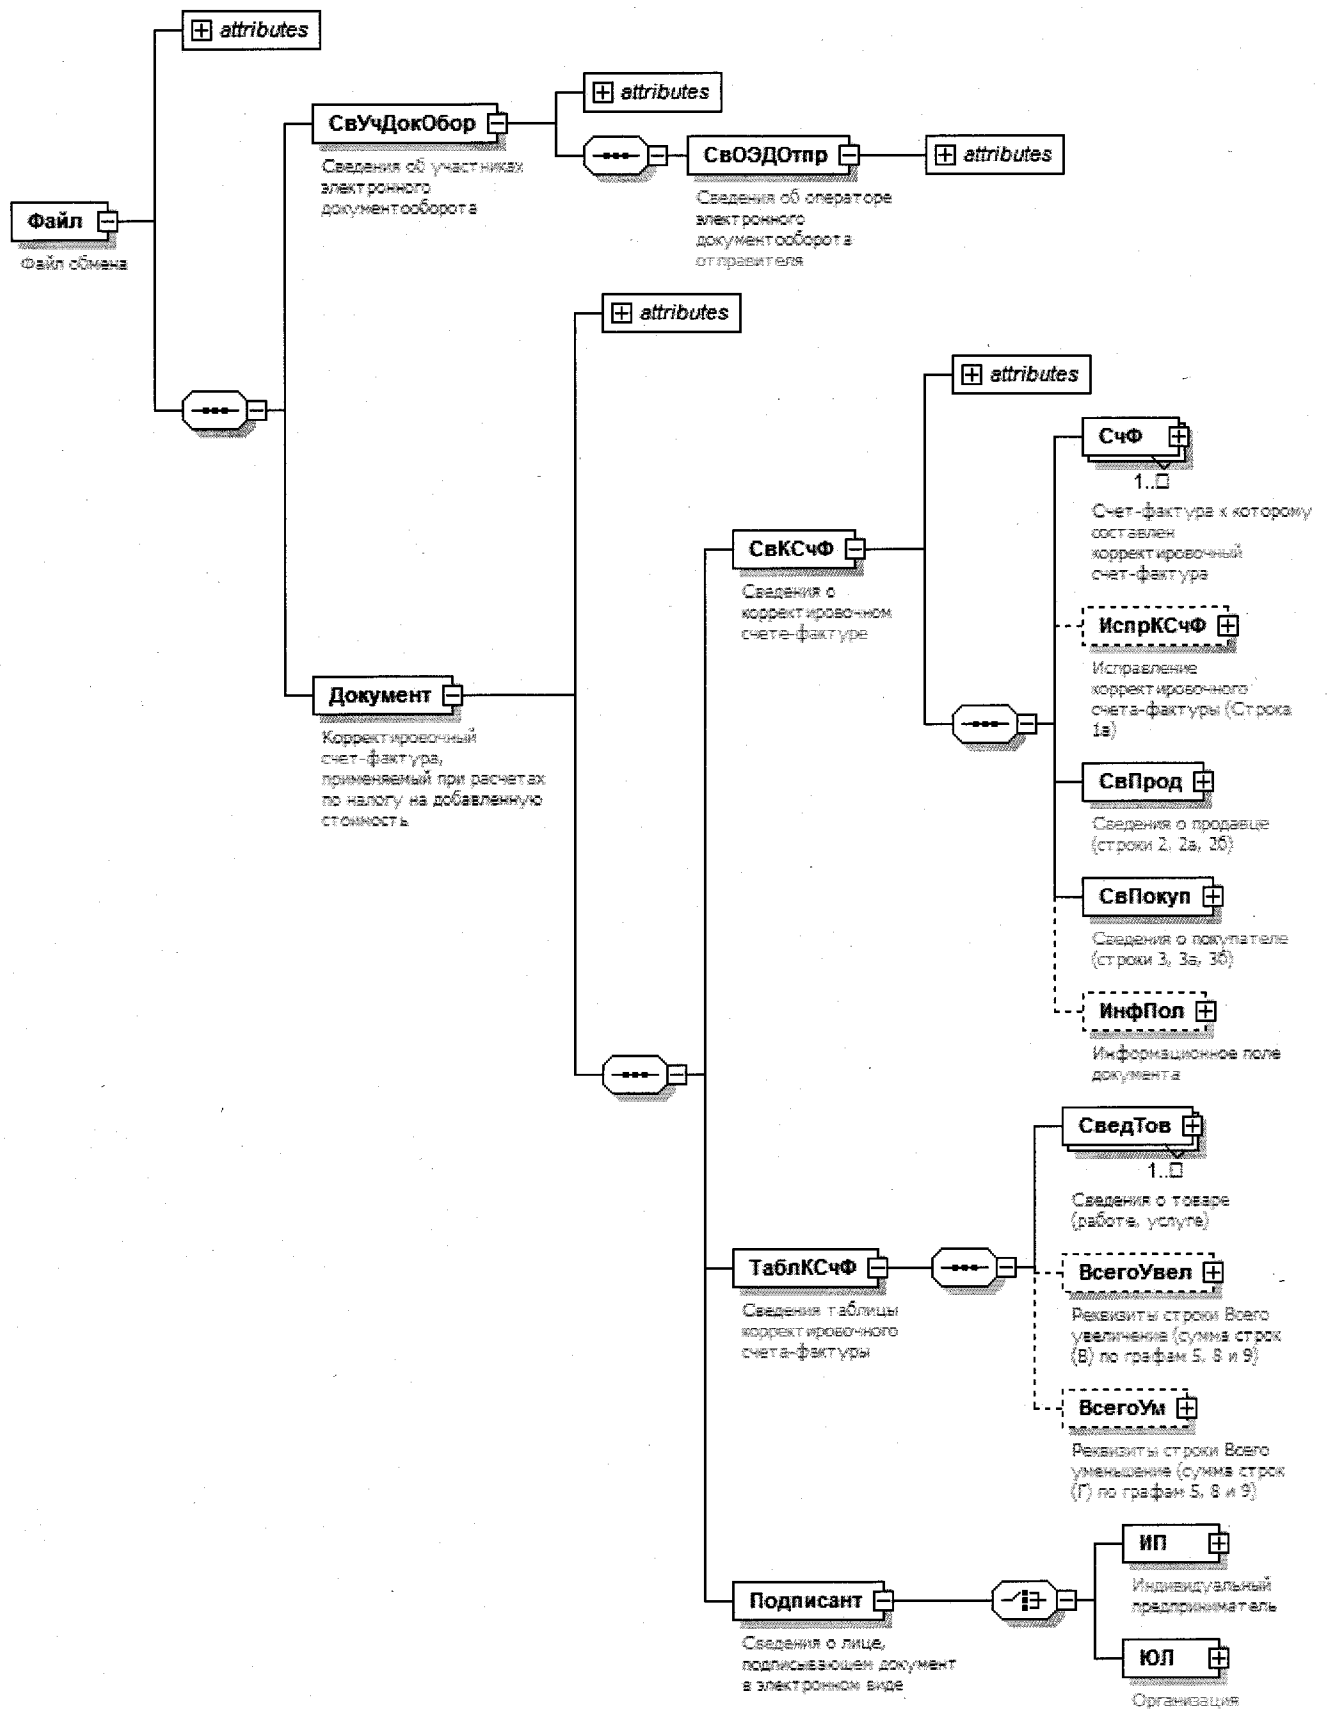 attributes
attributes
СвУчДокОбор
СвОЭДОтпр
attributes
Сведения об участниках
электронного
документооборота
Сведения об операторе
электронного
документооборота
отправителя
Файл
Файл обмена
attributes
attributes
СчФ
1..
Счет-фактура к которому
составлен
корректировочный
счет-фактура
СвКСчФ
Сведения о
корректировочном
счете-фактуре
ИспрКСчФ
Исправление
корректировочного
счета-фактуры (Строка
1а)
Документ
Корректировочный
счет-фактура,
применяемый при расчетах
по налогу на добавленную
стоимость
СвПрод
Сведения о продавце
(строки 2, 2а, 2б)
СвПокуп
Сведения о покупателе
(строки 3, 3а, 3б)
ИнфПол
Информационное поле
документа
СведТов
1..
Сведения о товаре
(работе, услуге)
ТаблКСчФ
Сведения таблицы
корректировочного
счета-фактуры
ВсегоУвел
Реквизиты строки Всего
увеличение (сумма строк
(В) по графам 5, 8 и 9)
ВсегоУм
Реквизиты строки Всего
уменьшение (сумма строк
(Г) по графам 5, 8 и 9)
ИП
Индивидуальный
предприниматель
Подписант
Сведения о лице,
подписывающем документ
в электронном виде
ЮЛ
Организация